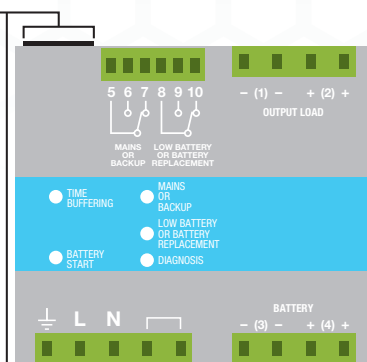 5 6 7 8 9 10
MAINS
OR
BACKUP
LOW BATTERY
OR BATTERY
REPLACEMENT
– (1) – + (2) +
OUTPUT LOAD
TIME
BUFFERING
MAINS
OR
BACKUP
LOW BATTERY
OR BATTERY
REPLACEMENT
BATTERY
START
DIAGNOSIS
L N
BATTERY
– (3) – + (4) +